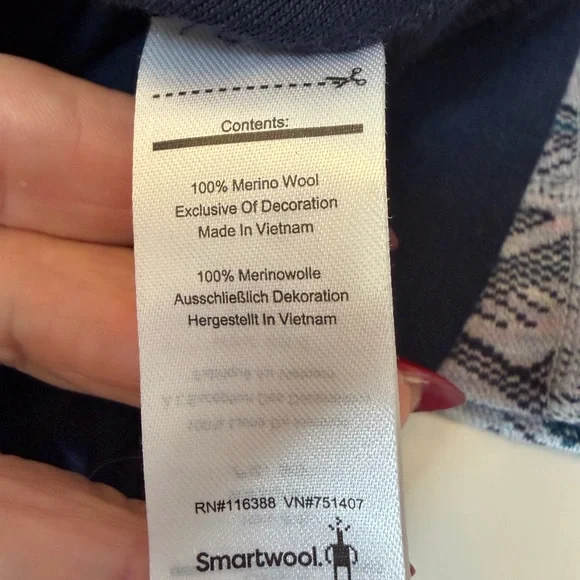 Contents:
100% Merino Wool
Exclusive Of Decoration
Made In Vietnam
100% Merinowolle
Ausschließlich Dekoration
Hergestellt In Vietnam
RN#116388 VN#751407
Smartwool.